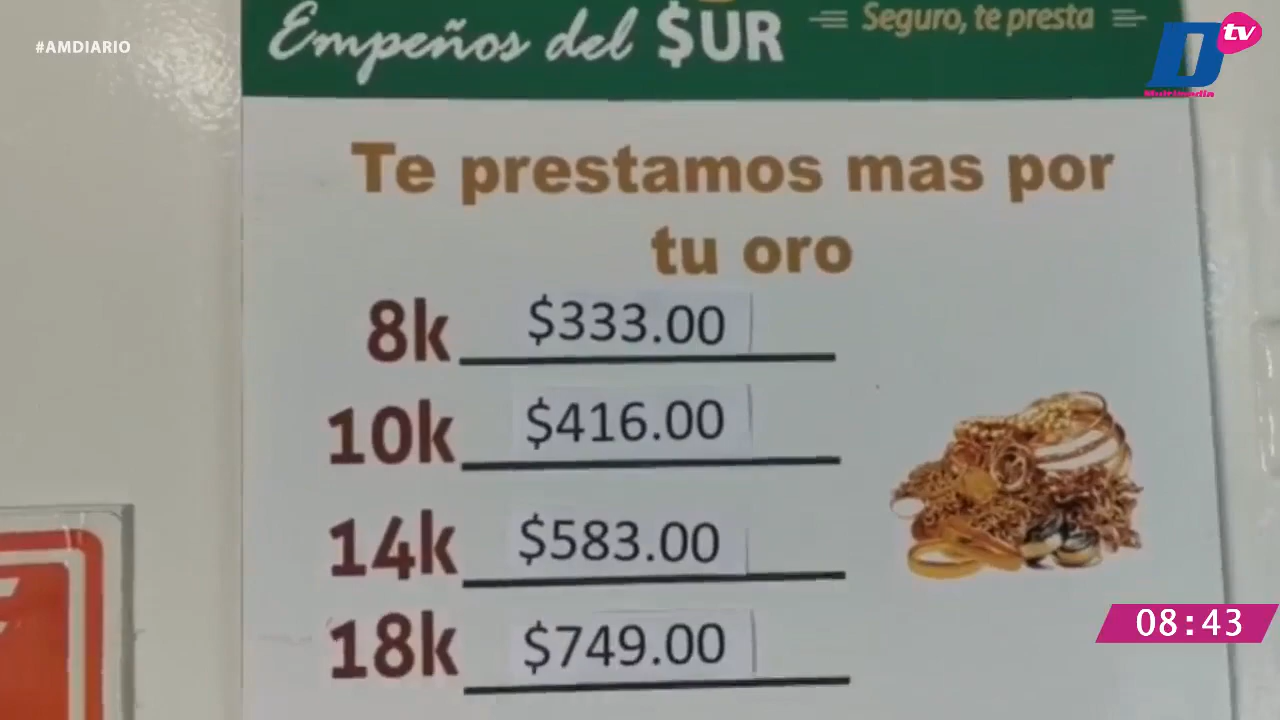 #AMDIARIO
Empeños del $UR
Seguro, te presta
D tv
Multimedia
Te prestamos mas por
tu oro
8k $333.00
10k $416.00
14k $583.00
18k $749.00
08:43